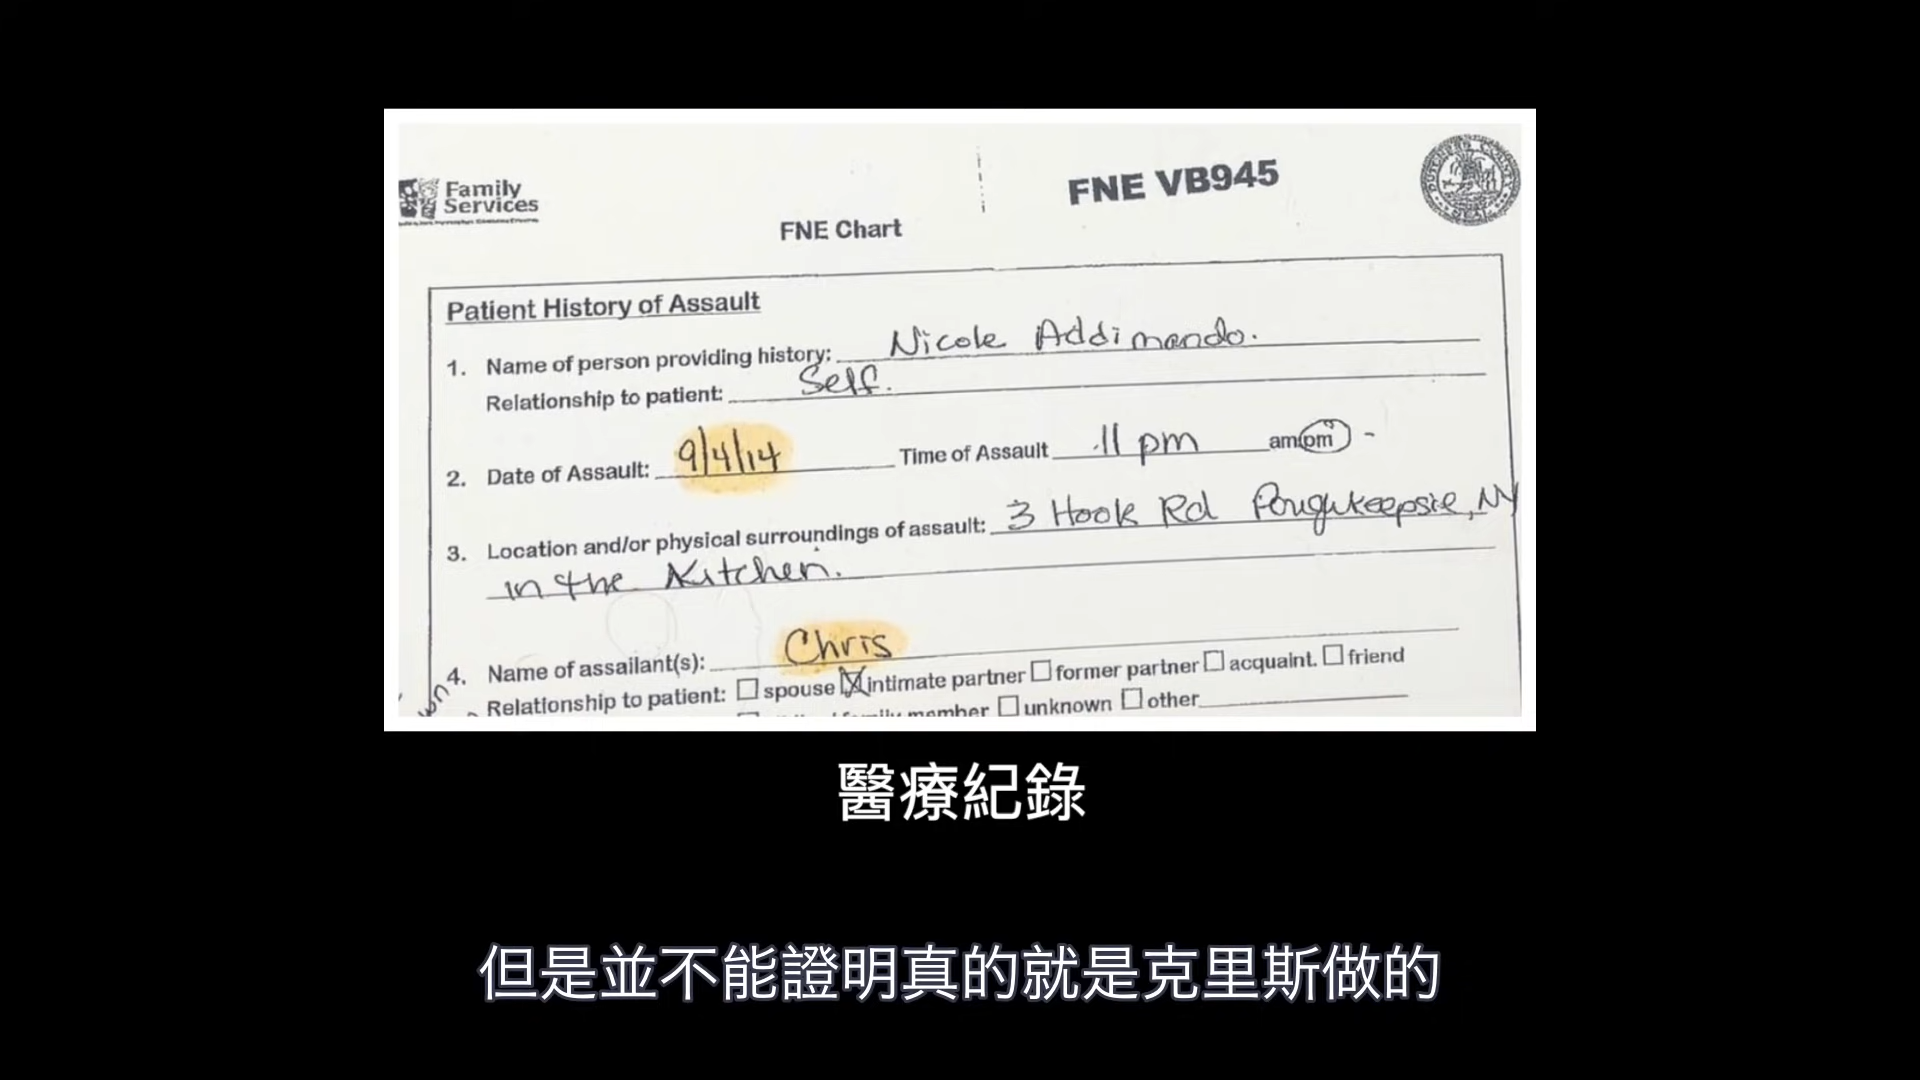 Family
Services
FNE Chart
FNE VB945
Patient History of Assault
1. Name of person providing history: Nicole Addimando.
Relationship to patient: Self.
2. Date of Assault: 9/4/14 Time of Assault 11 pm am pm -
3. Location and/or physical surroundings of assault: 3 Hook Rd Poughkeepsie, NY
in the Kitchen.
4. Name of assailant(s): Chris
Relationship to patient: spouse intimate partner former partner acquaint. friend
family member unknown other
醫療紀錄
但是並不能證明真的就是克里斯做的